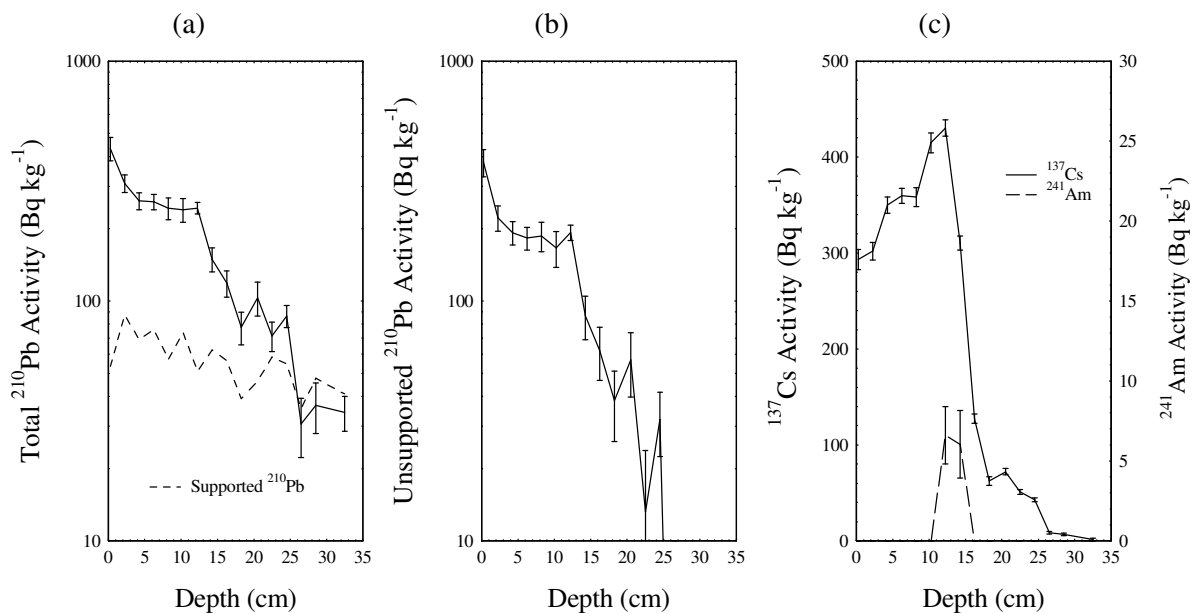 (a)
(b)
(c)
Total ²¹⁰Pb Activity (Bq kg⁻¹)
1000
100
10
Supported ²¹⁰Pb
0 5 10 15 20 25 30 35
Depth (cm)
Unsupported ²¹⁰Pb Activity (Bq kg⁻¹)
1000
100
10
0 5 10 15 20 25 30 35
Depth (cm)
¹³⁷Cs Activity (Bq kg⁻¹)
500
400
300
200
100
0
¹³⁷Cs
²⁴¹Am
30
25
20
15
10
5
0
²⁴¹Am Activity (Bq kg⁻¹)
0 5 10 15 20 25 30 35
Depth (cm)